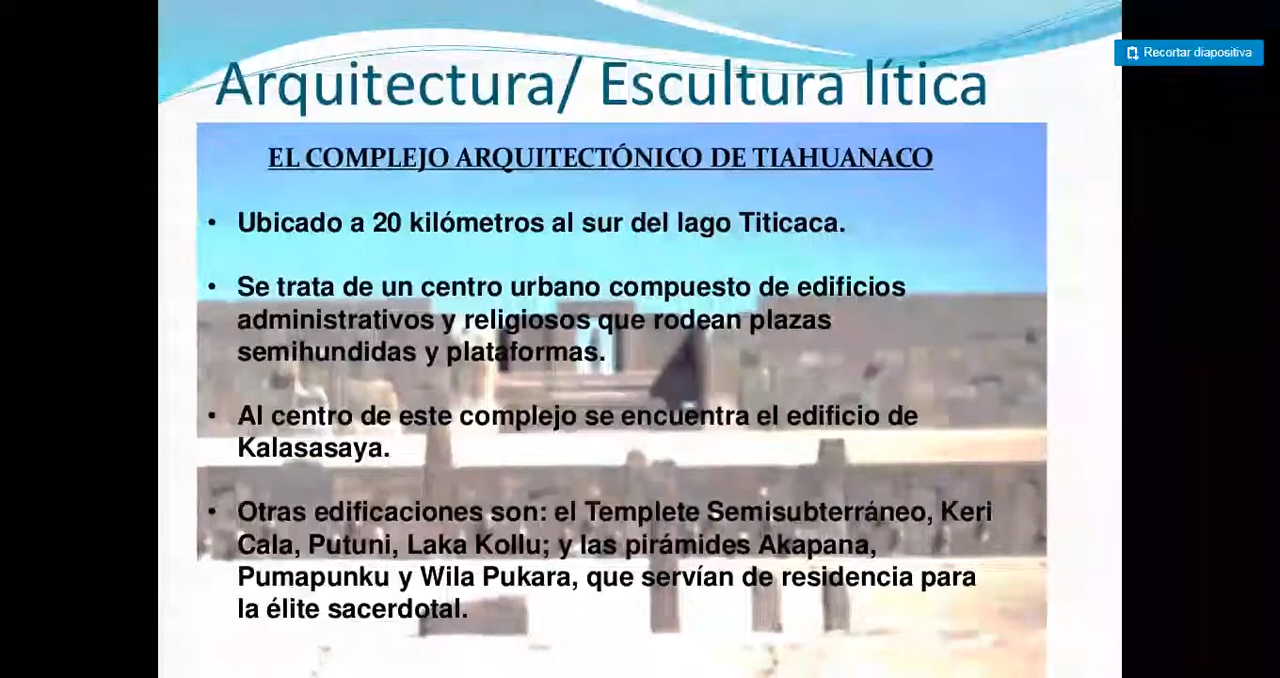 Recortar diapositiva
Arquitectura/ Escultura lítica
EL COMPLEJO ARQUITECTÓNICO DE TIAHUANACO
• Ubicado a 20 kilómetros al sur del lago Titicaca.
• Se trata de un centro urbano compuesto de edificios
administrativos y religiosos que rodean plazas
semihundidas y plataformas.
• Al centro de este complejo se encuentra el edificio de
Kalasasaya.
• Otras edificaciones son: el Templete Semisubterráneo, Keri
Cala, Putuni, Laka Kollu; y las pirámides Akapana,
Pumapunku y Wila Pukara, que servían de residencia para
la élite sacerdotal.